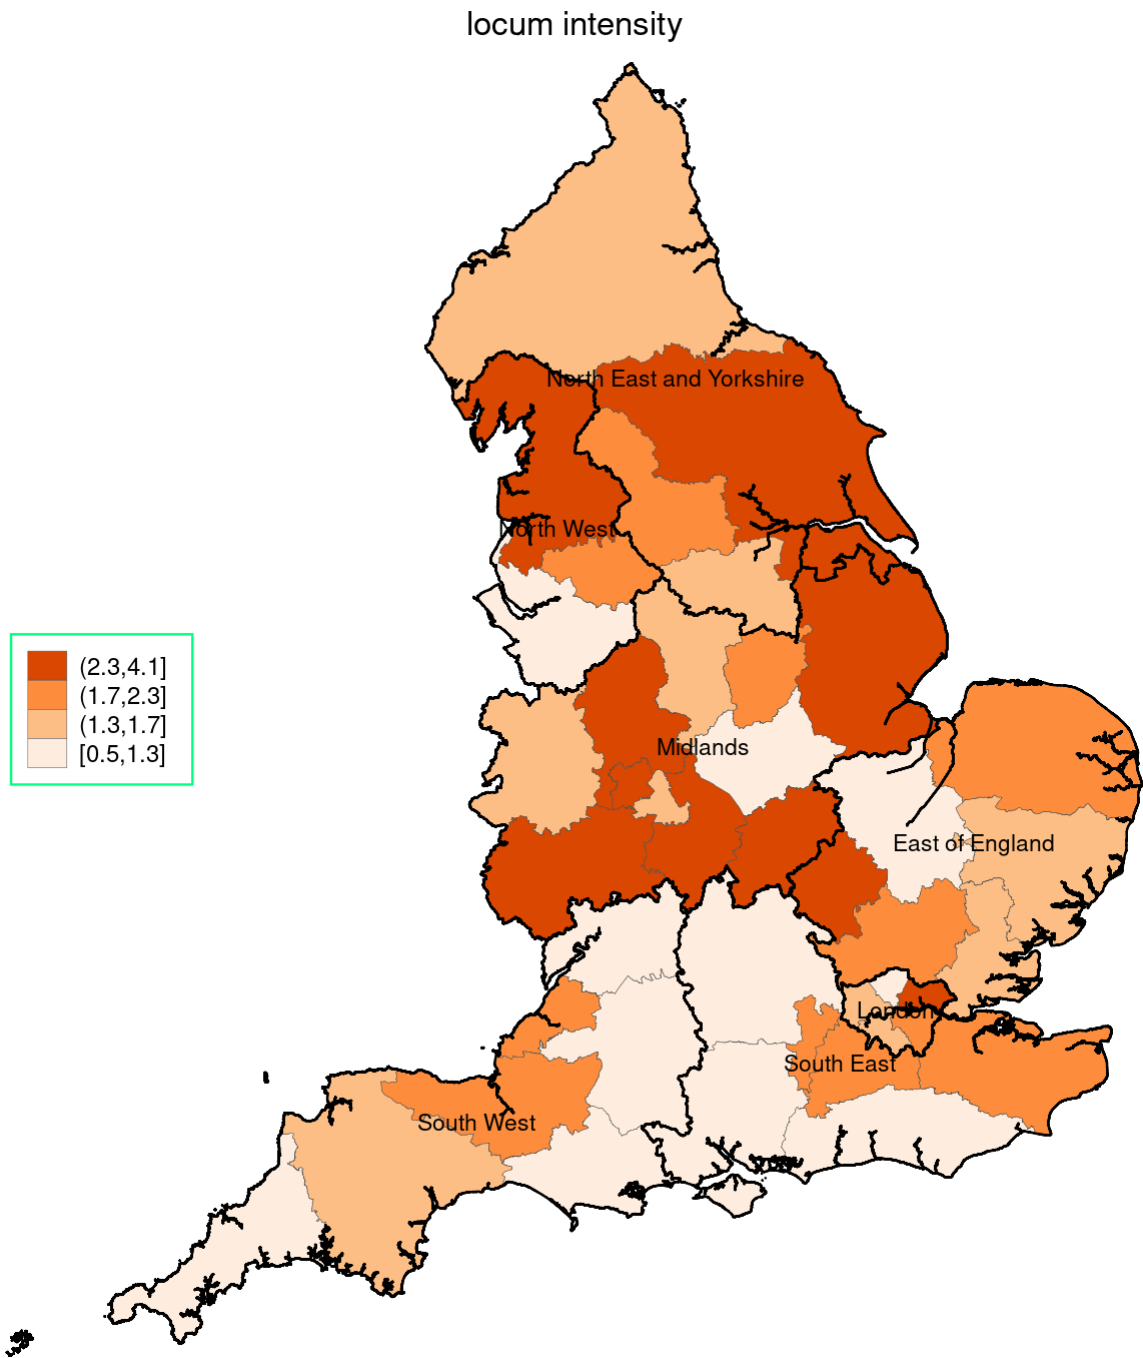 locum intensity
North East and Yorkshire
North West
(2.3,4.1]
(1.7,2.3]
(1.3,1.7]
[0.5,1.3]
Midlands
East of England
London
South East
South West